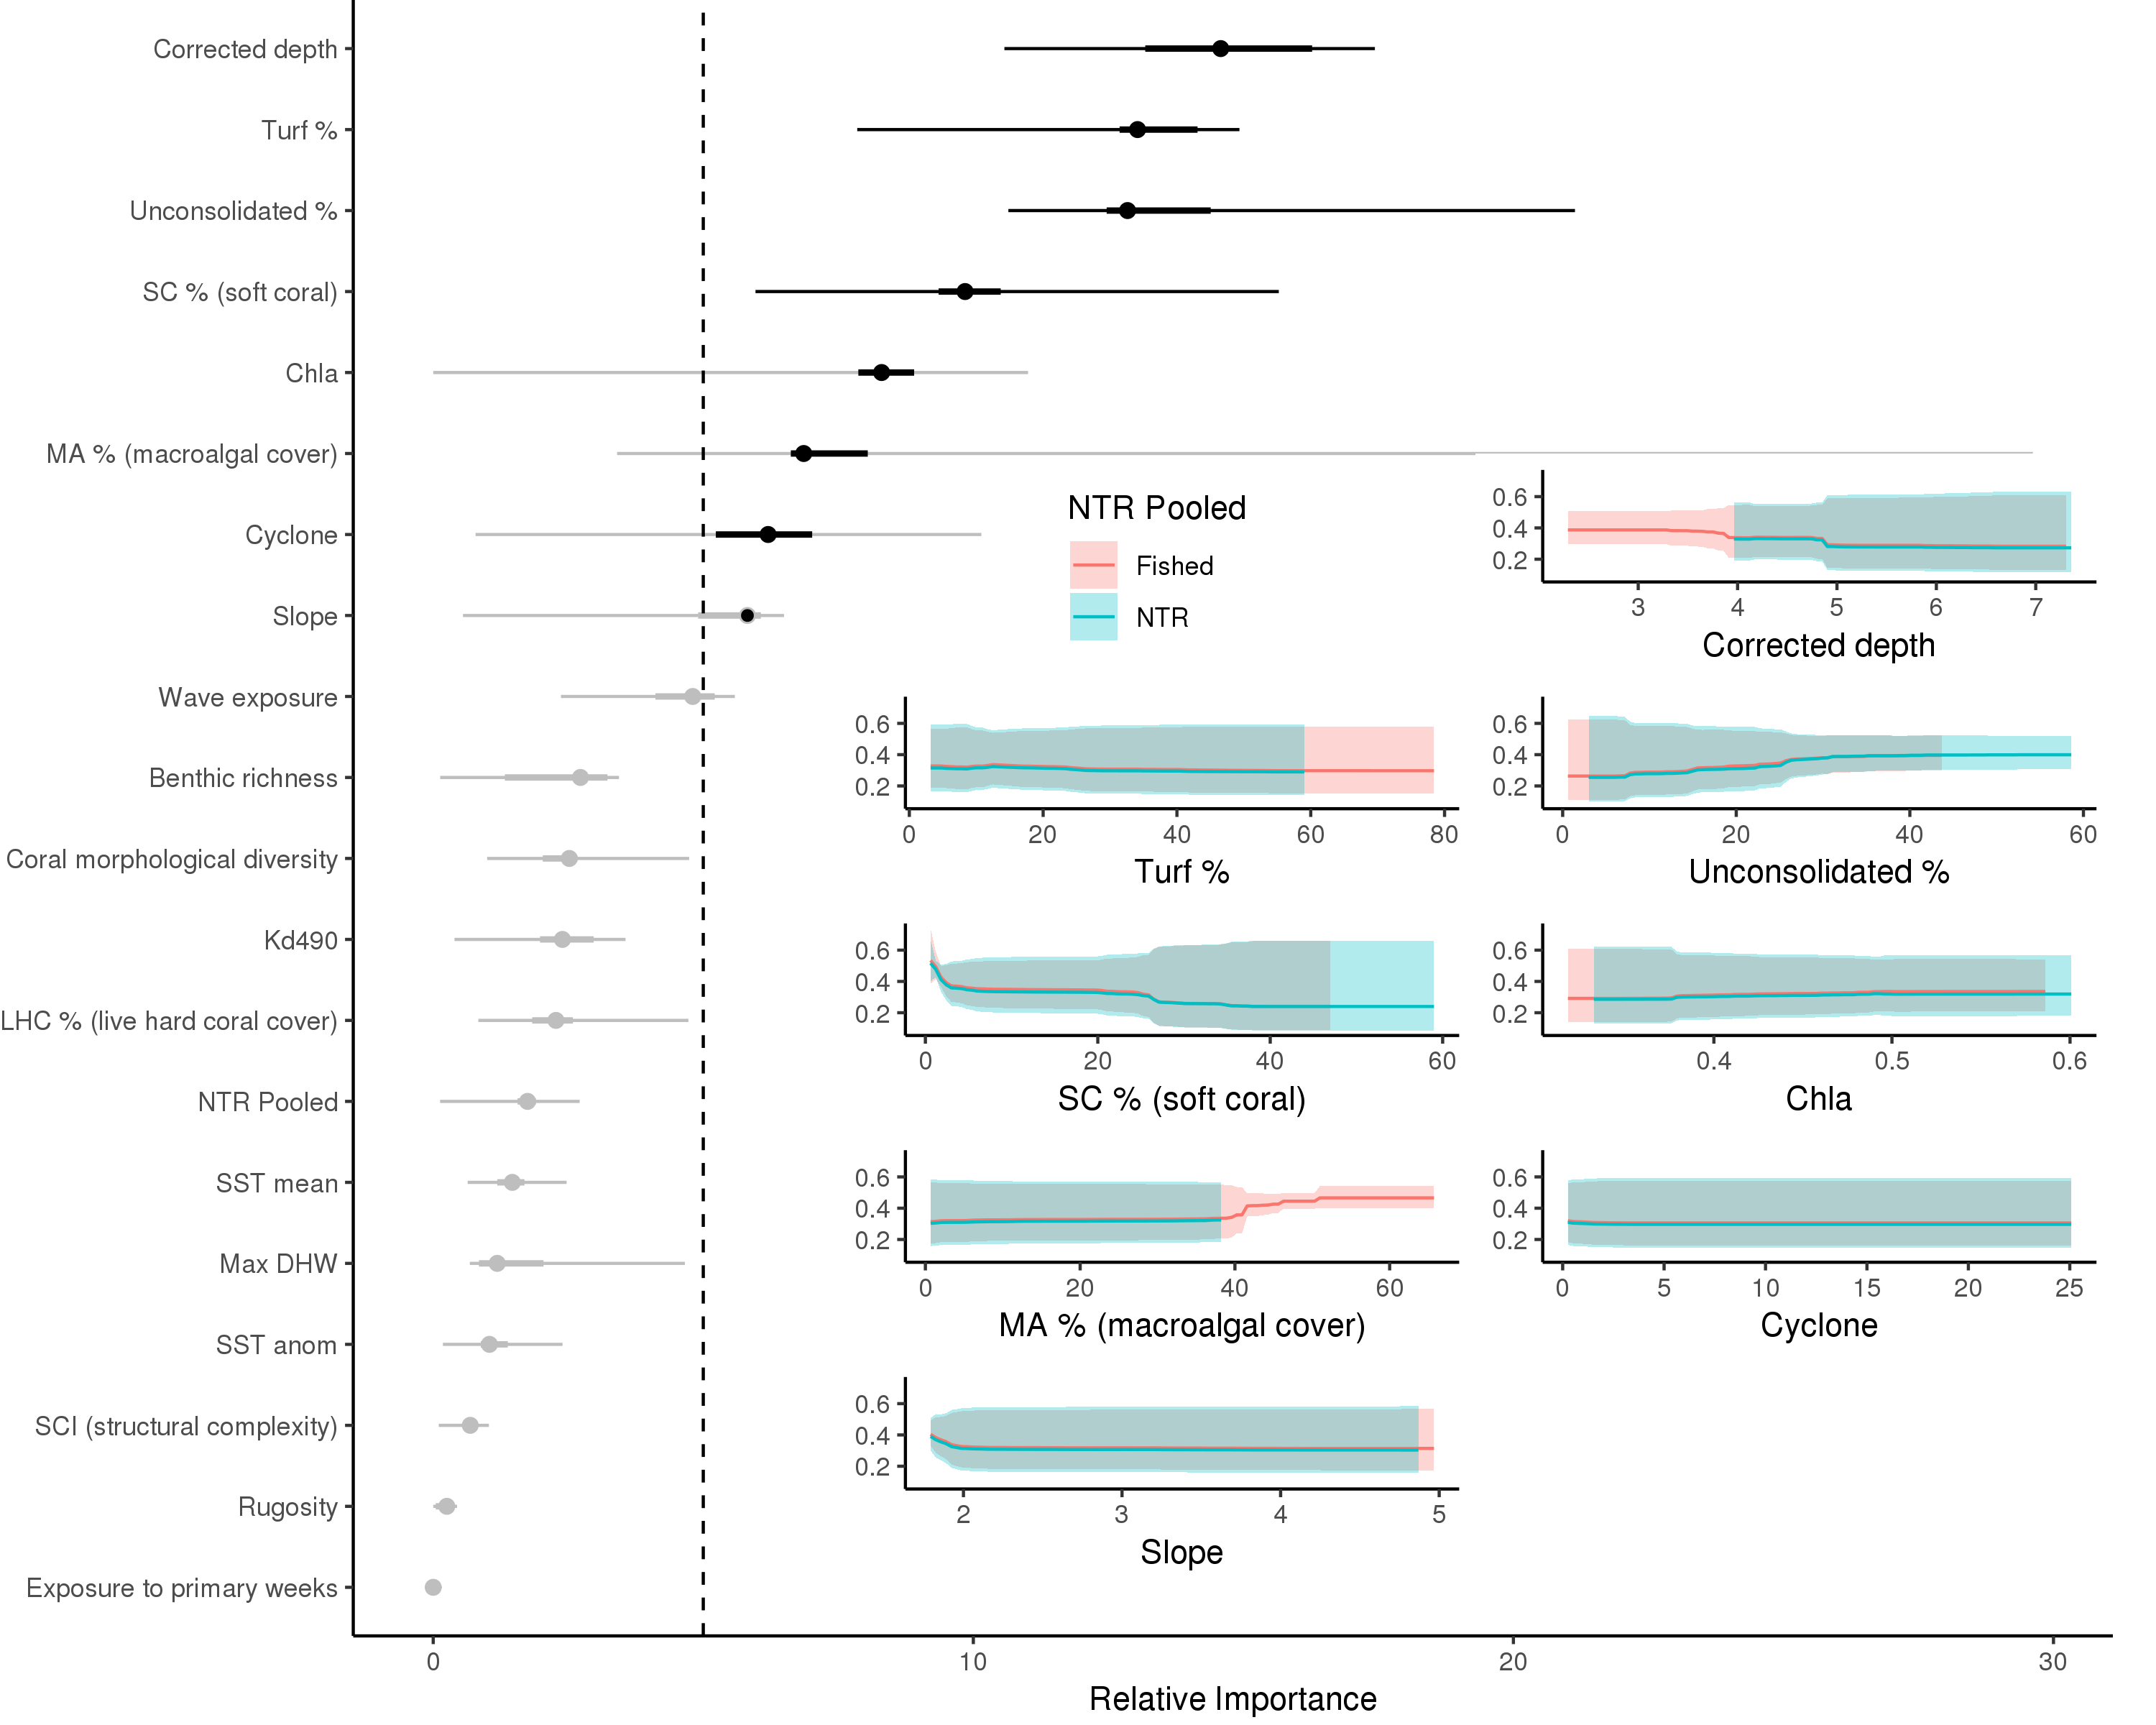 Corrected depth
Turf %
Unconsolidated %
SC % (soft coral)
Chla
MA % (macroalgal cover)
Cyclone
Slope
Wave exposure
Benthic richness
Coral morphological diversity
Kd490
LHC % (live hard coral cover)
NTR Pooled
SST mean
Max DHW
SST anom
SCI (structural complexity)
Rugosity
Exposure to primary weeks
0 10 20 30
Relative Importance
NTR Pooled
Fished
NTR
0.6
0.4
0.2
3 4 5 6 7
Corrected depth
0.6
0.4
0.2
0 20 40 60 80
Turf %
0.6
0.4
0.2
0 20 40 60
Unconsolidated %
0.6
0.4
0.2
0 20 40 60
SC % (soft coral)
0.6
0.4
0.2
0.4 0.5 0.6
Chla
0.6
0.4
0.2
0 20 40 60
MA % (macroalgal cover)
0.6
0.4
0.2
0 5 10 15 20 25
Cyclone
0.6
0.4
0.2
2 3 4 5
Slope